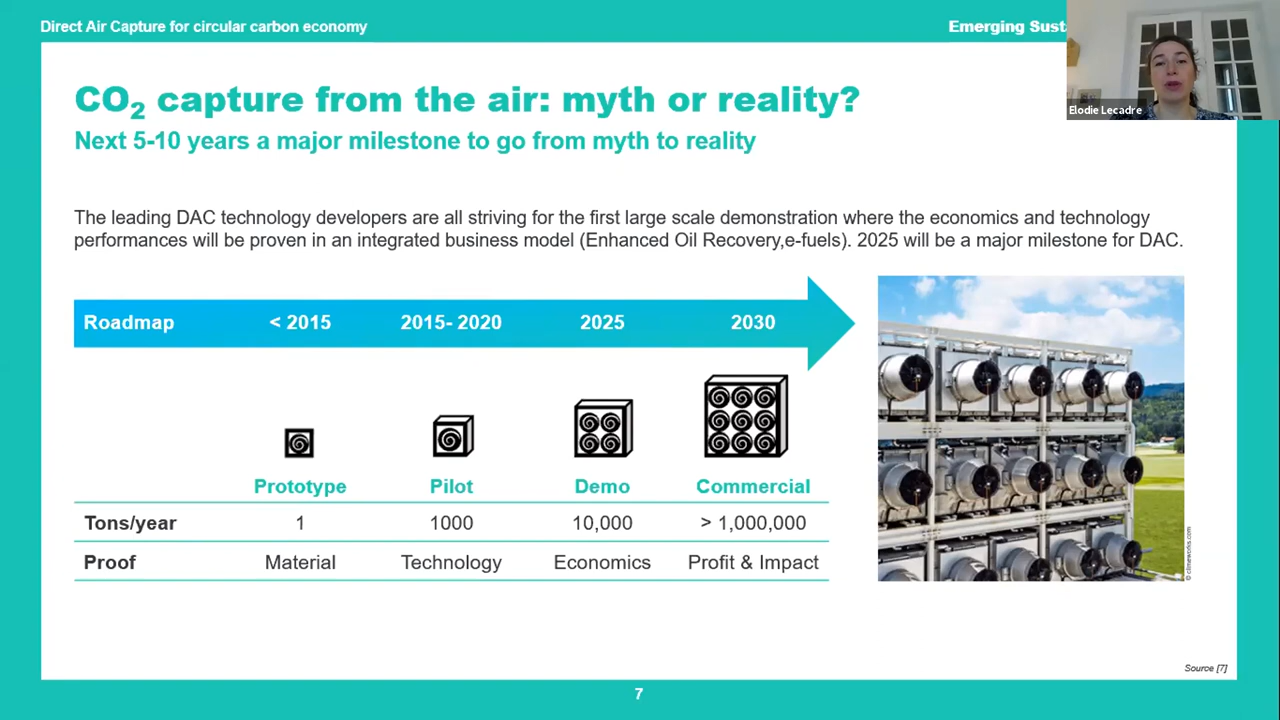 Direct Air Capture for circular carbon economy
Emerging Sust
Elodie Lecadre
CO2 capture from the air: myth or reality?
Next 5-10 years a major milestone to go from myth to reality
The leading DAC technology developers are all striving for the first large scale demonstration where the economics and technology
performances will be proven in an integrated business model (Enhanced Oil Recovery,e-fuels). 2025 will be a major milestone for DAC.
Roadmap < 2015 2015- 2020 2025 2030
Prototype Pilot Demo Commercial
Tons/year 1 1000 10,000 > 1,000,000
Proof Material Technology Economics Profit & Impact
© climeworks.com
Source [7]
7